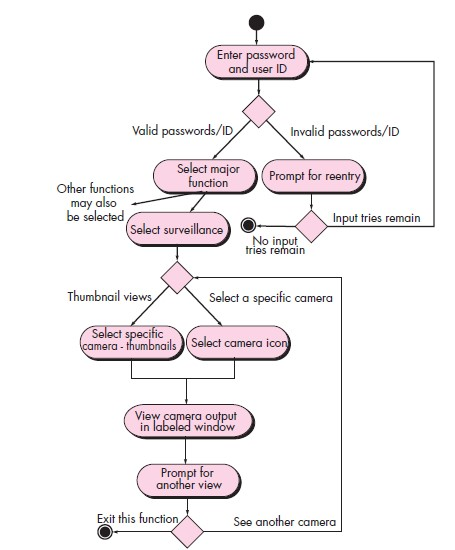 Enter password
and user ID
Valid passwords/ID
Invalid passwords/ID
Select major
function
Prompt for reentry
Other functions
may also
be selected
Input tries remain
Select surveillance
No input
tries remain
Thumbnail views
Select a specific camera
Select specific
camera - thumbnails
Select camera icon
View camera output
in labeled window
Prompt for
another view
Exit this function
See another camera